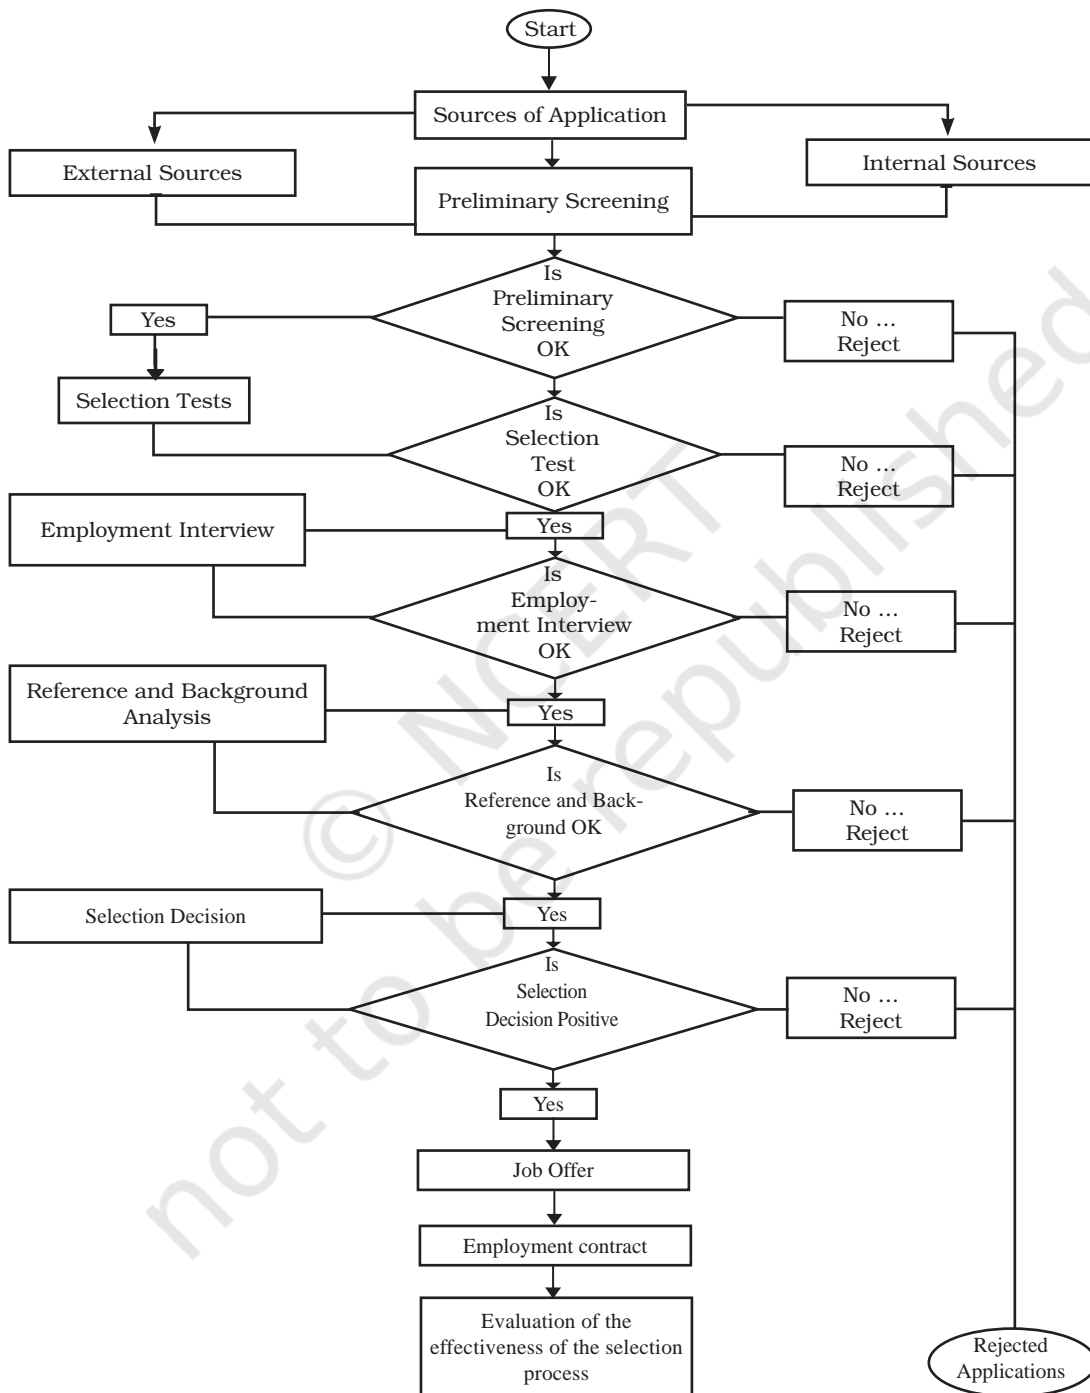 Start
Sources of Application
External Sources
Internal Sources
Preliminary Screening
Is
Preliminary
Screening
OK
Yes
No ...
Reject
Selection Tests
Is
Selection
Test
OK
No ...
Reject
Employment Interview
Yes
Is
Employ-
ment Interview
OK
No ...
Reject
Reference and Background
Analysis
Yes
Is
Reference and Back-
ground OK
No ...
Reject
Selection Decision
Yes
Is
Selection
Decision Positive
No ...
Reject
Yes
Job Offer
Employment contract
Evaluation of the
effectiveness of the selection
process
Rejected
Applications
© NCERT
not to be republished